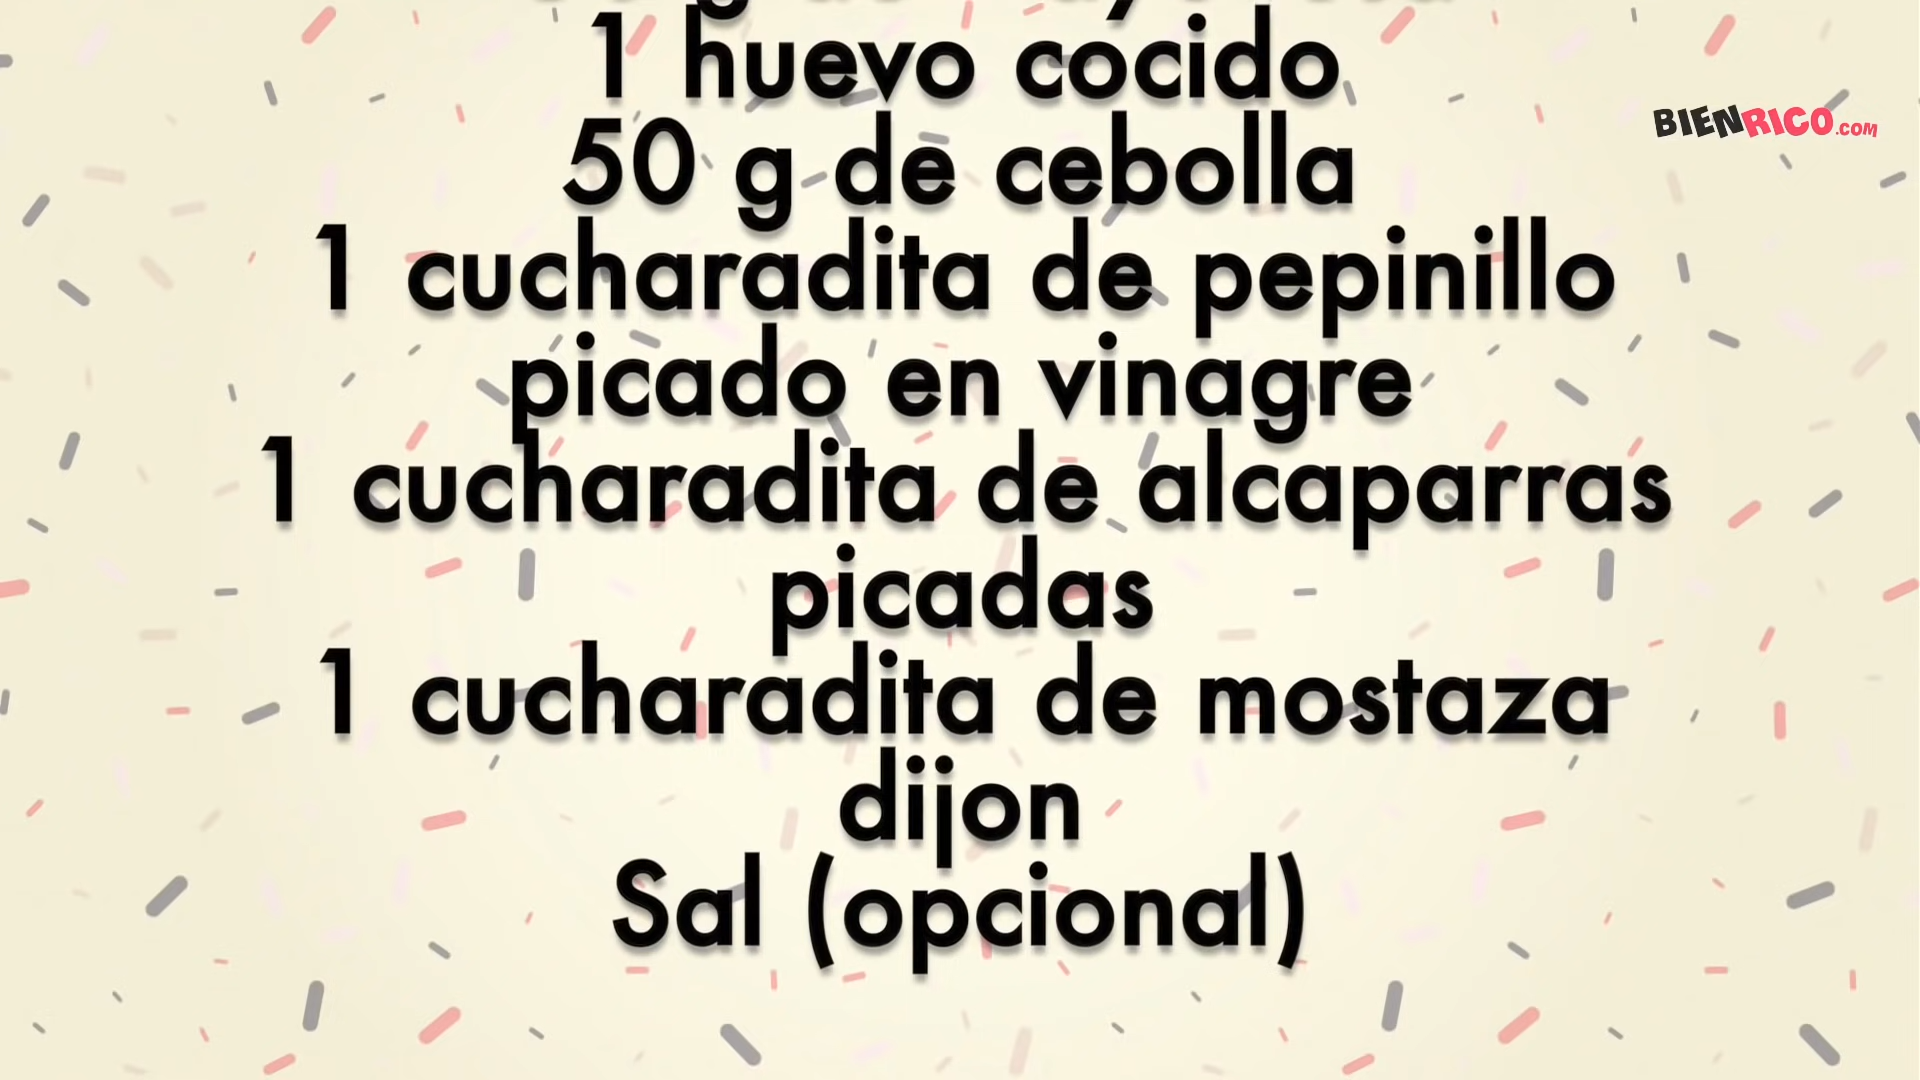 1 huevo cocido
50 g de cebolla
1 cucharadita de pepinillo
picado en vinagre
1 cucharadita de alcaparras
picadas
1 cucharadita de mostaza
dijon
Sal (opcional)
BIENRICO.COM